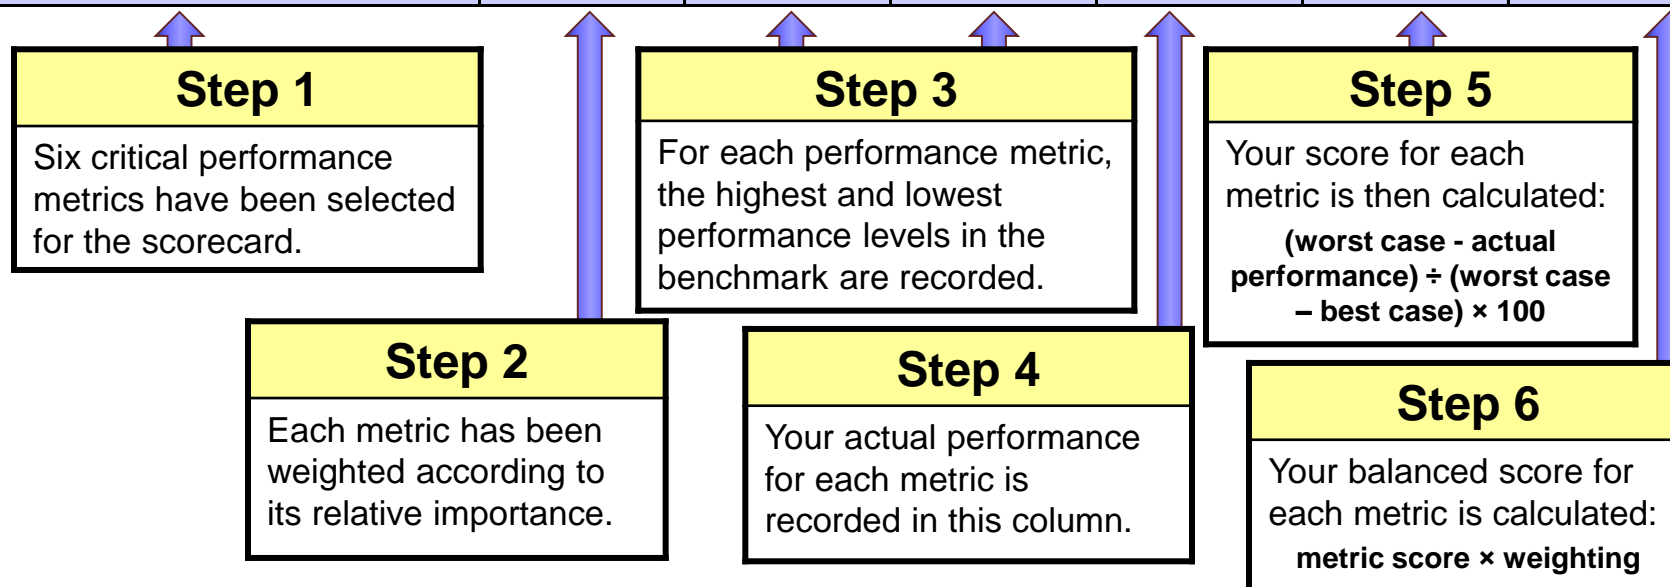 Step 1
Six critical performance
metrics have been selected
for the scorecard.
Step 2
Each metric has been
weighted according to
its relative importance.
Step 3
For each performance metric,
the highest and lowest
performance levels in the
benchmark are recorded.
Step 4
Your actual performance
for each metric is
recorded in this column.
Step 5
Your score for each
metric is then calculated:
(worst case - actual
performance) ÷ (worst case
– best case) × 100
Step 6
Your balanced score for
each metric is calculated:
metric score × weighting